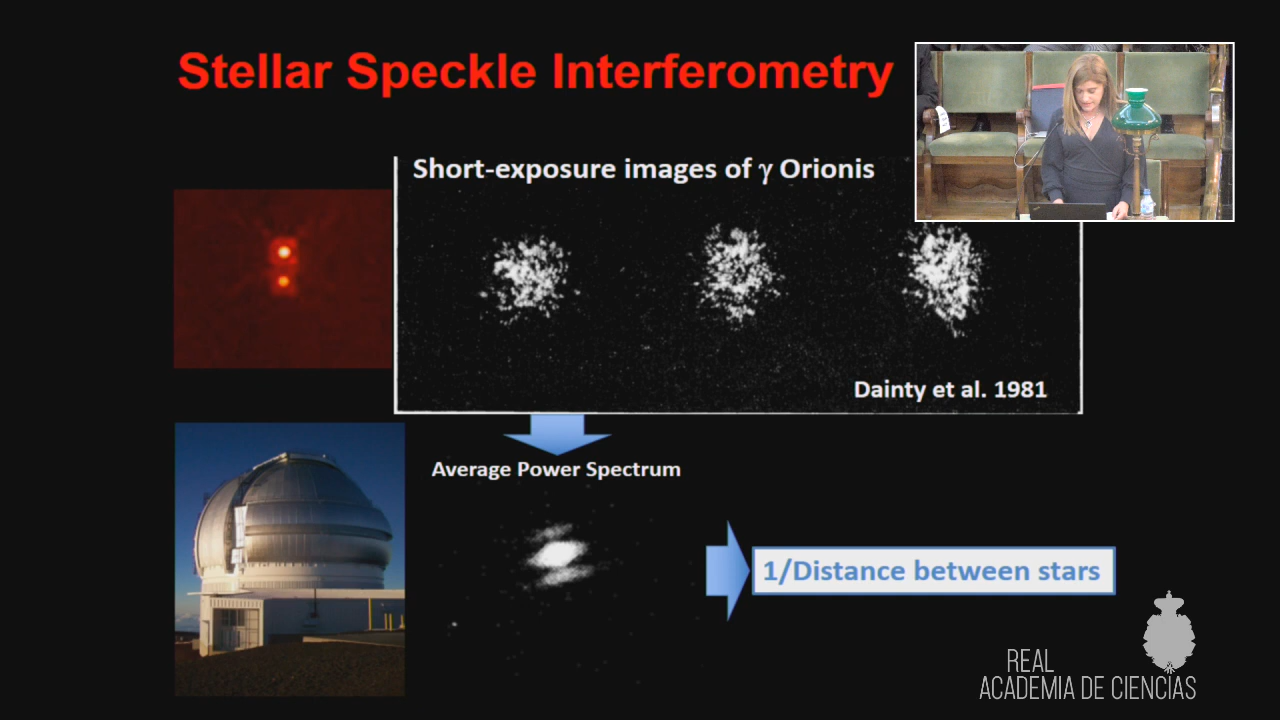 Stellar Speckle Interferometry
Short-exposure images of γ Orionis
Dainty et al. 1981
Average Power Spectrum
1/Distance between stars
REAL
ACADEMIA DE CIENCIAS